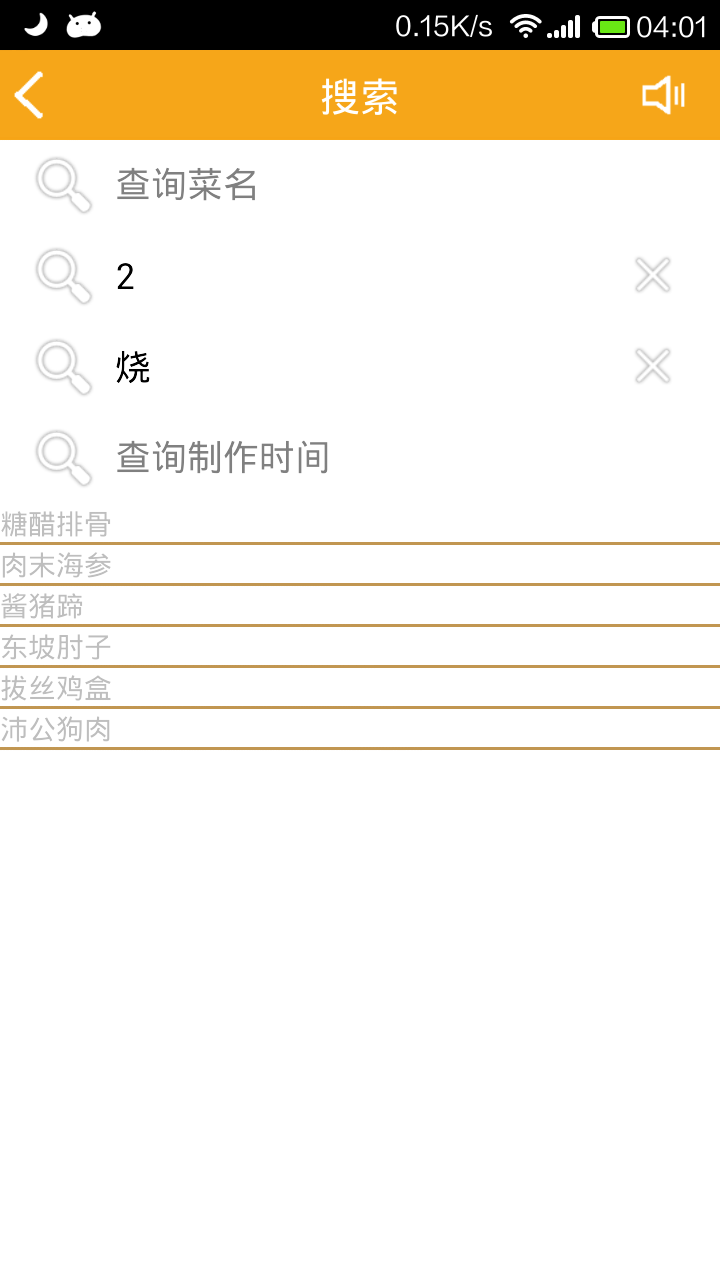 0.15K/s 04:01
搜索
查询菜名
2
烧
查询制作时间
糖醋排骨
肉末海参
酱猪蹄
东坡肘子
拔丝鸡盒
沛公狗肉